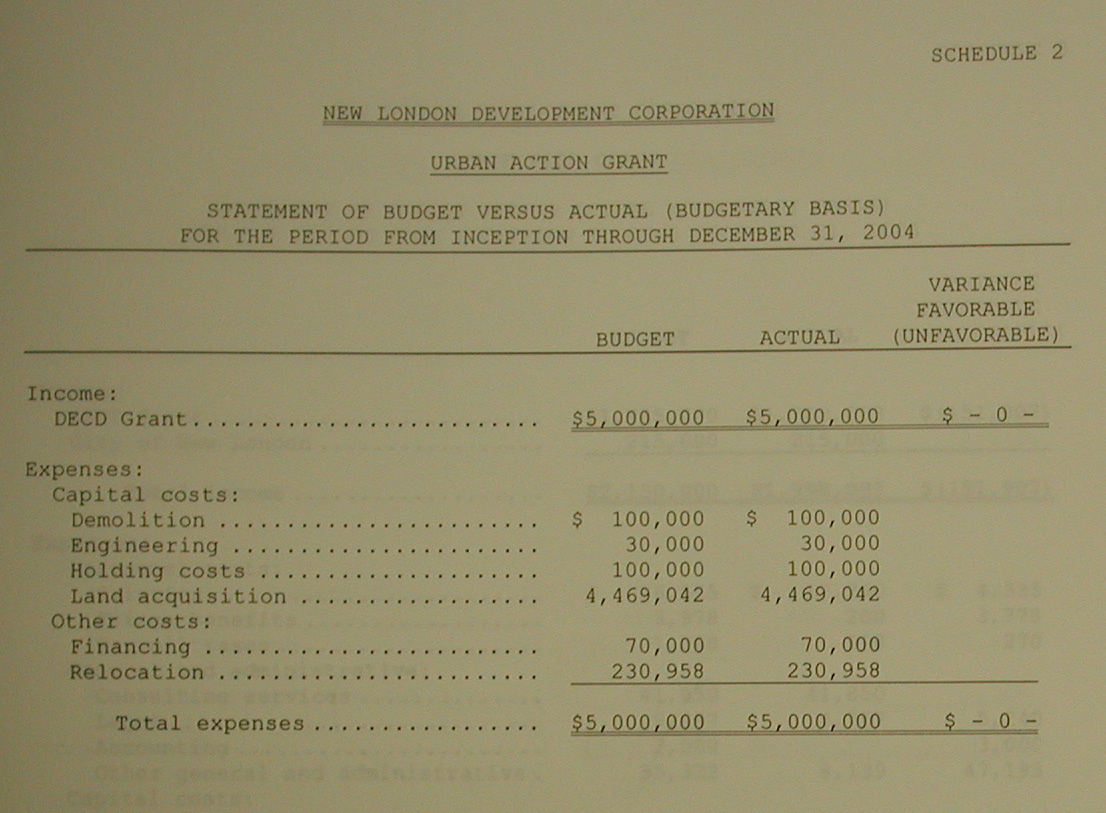 SCHEDULE 2
NEW LONDON DEVELOPMENT CORPORATION
URBAN ACTION GRANT
STATEMENT OF BUDGET VERSUS ACTUAL (BUDGETARY BASIS)
FOR THE PERIOD FROM INCEPTION THROUGH DECEMBER 31, 2004
VARIANCE
FAVORABLE
BUDGET ACTUAL (UNFAVORABLE)
Income:
DECD Grant.......................... $5,000,000 $5,000,000 $ - 0 -
Expenses:
Capital costs:
Demolition ........................ $ 100,000 $ 100,000
Engineering ....................... 30,000 30,000
Holding costs ..................... 100,000 100,000
Land acquisition .................. 4,469,042 4,469,042
Other costs:
Financing ......................... 70,000 70,000
Relocation ........................ 230,958 230,958
Total expenses ................. $5,000,000 $5,000,000 $ - 0 -